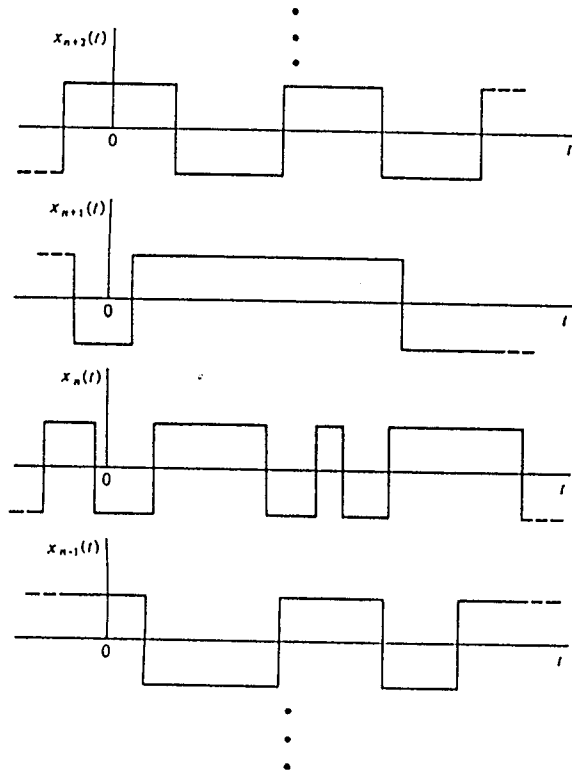 x_{n+2}(t)
0
t
x_{n+1}(t)
0
t
x_n(t)
0
t
x_{n-1}(t)
0
t